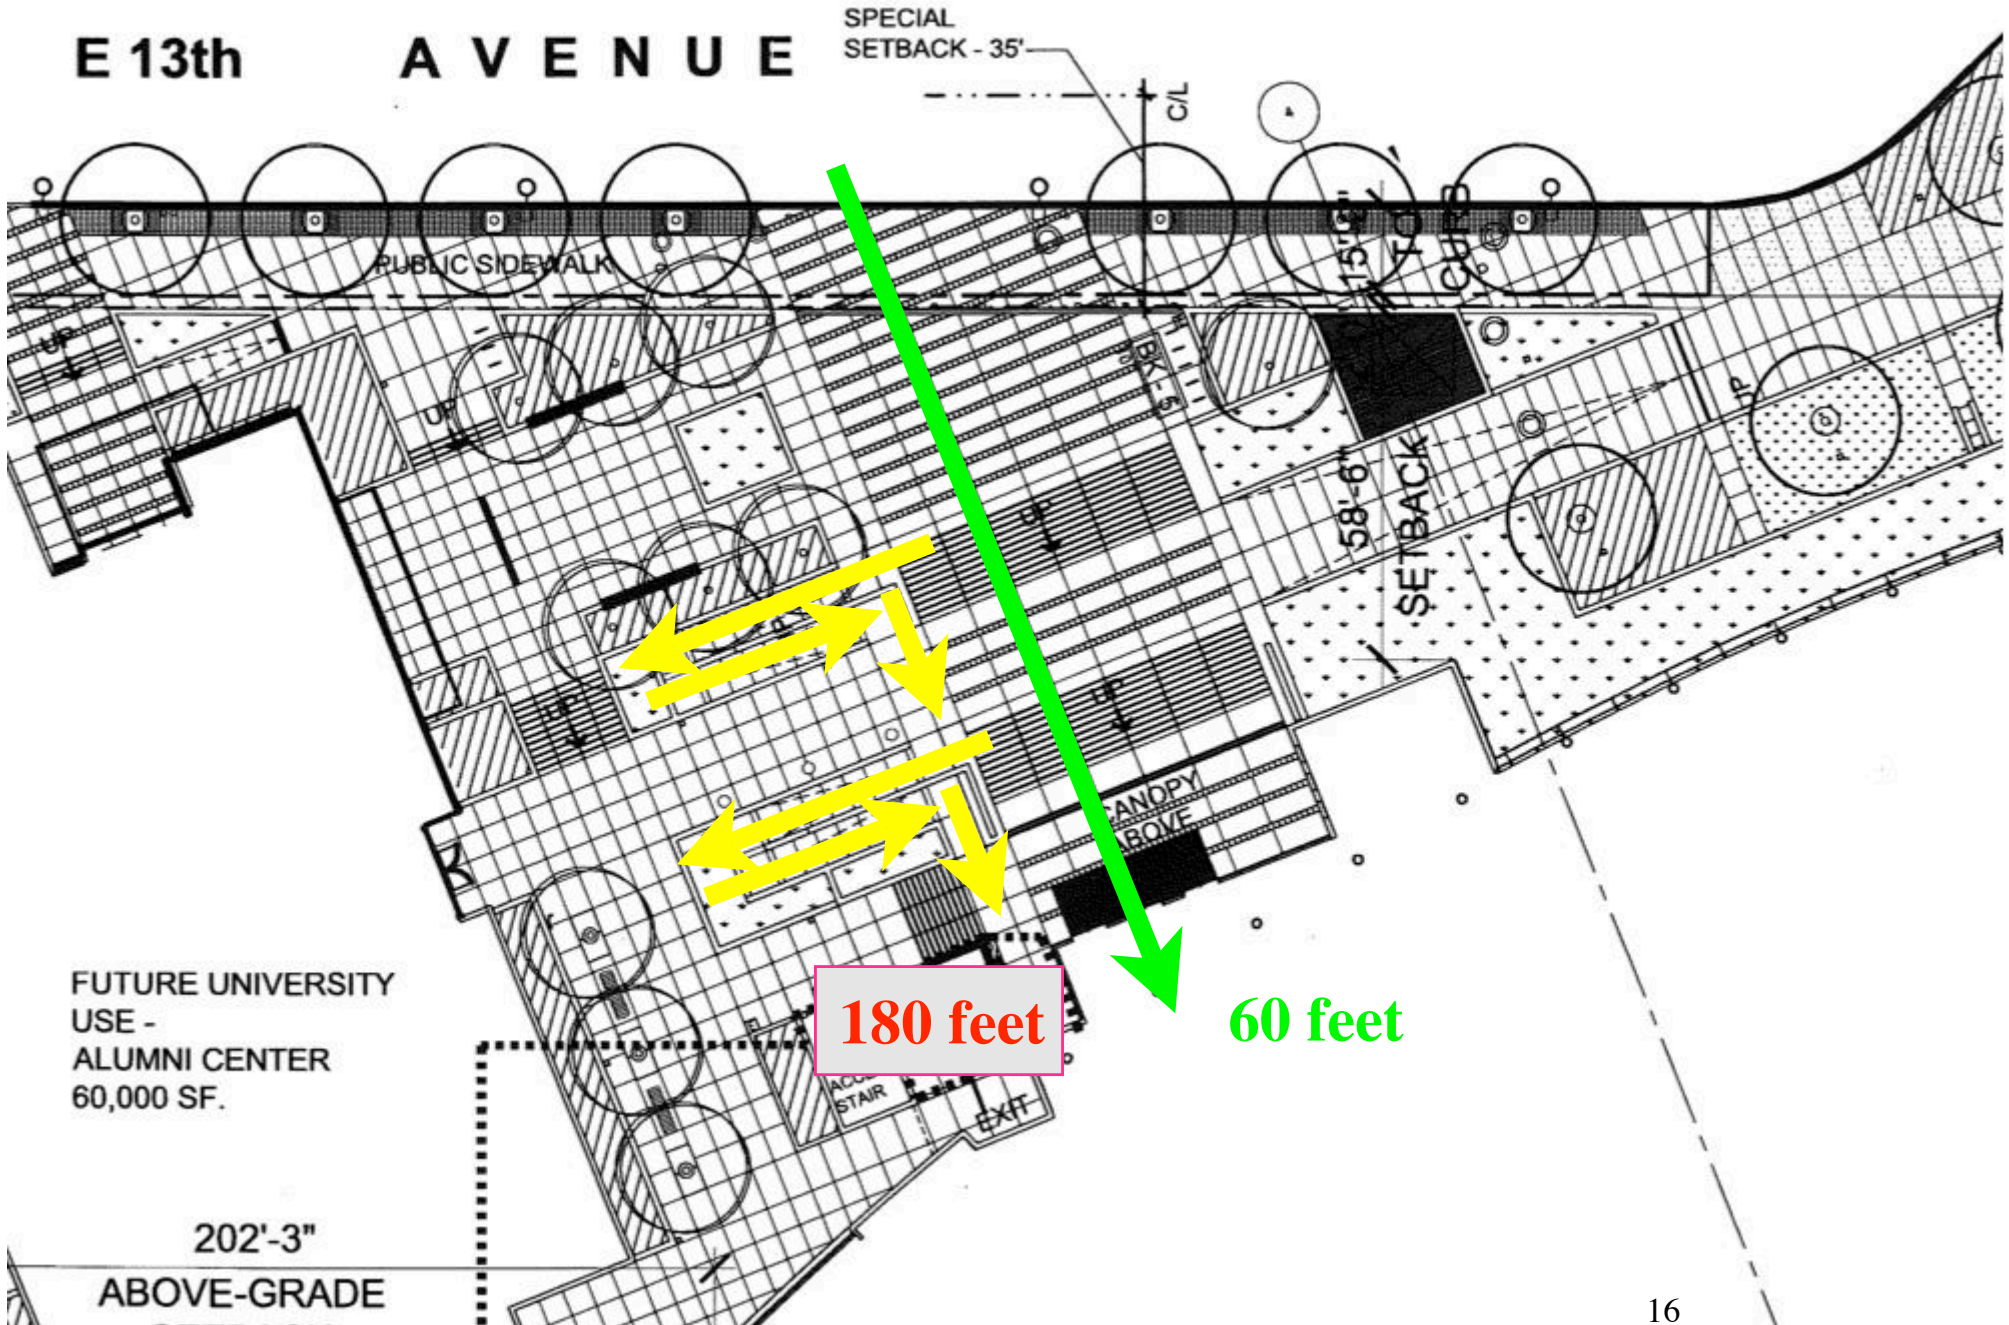 E 13th AVENUE
SPECIAL
SETBACK - 35'
C/L
PUBLIC SIDEWALK
TO
CURB
UP
UP
UP
UP
UP
58'-6"
SETBACK
CANOPY
ABOVE
FUTURE UNIVERSITY
USE -
ALUMNI CENTER
60,000 SF.
180 feet
60 feet
STAIR
EXIT
202'-3"
ABOVE-GRADE
16